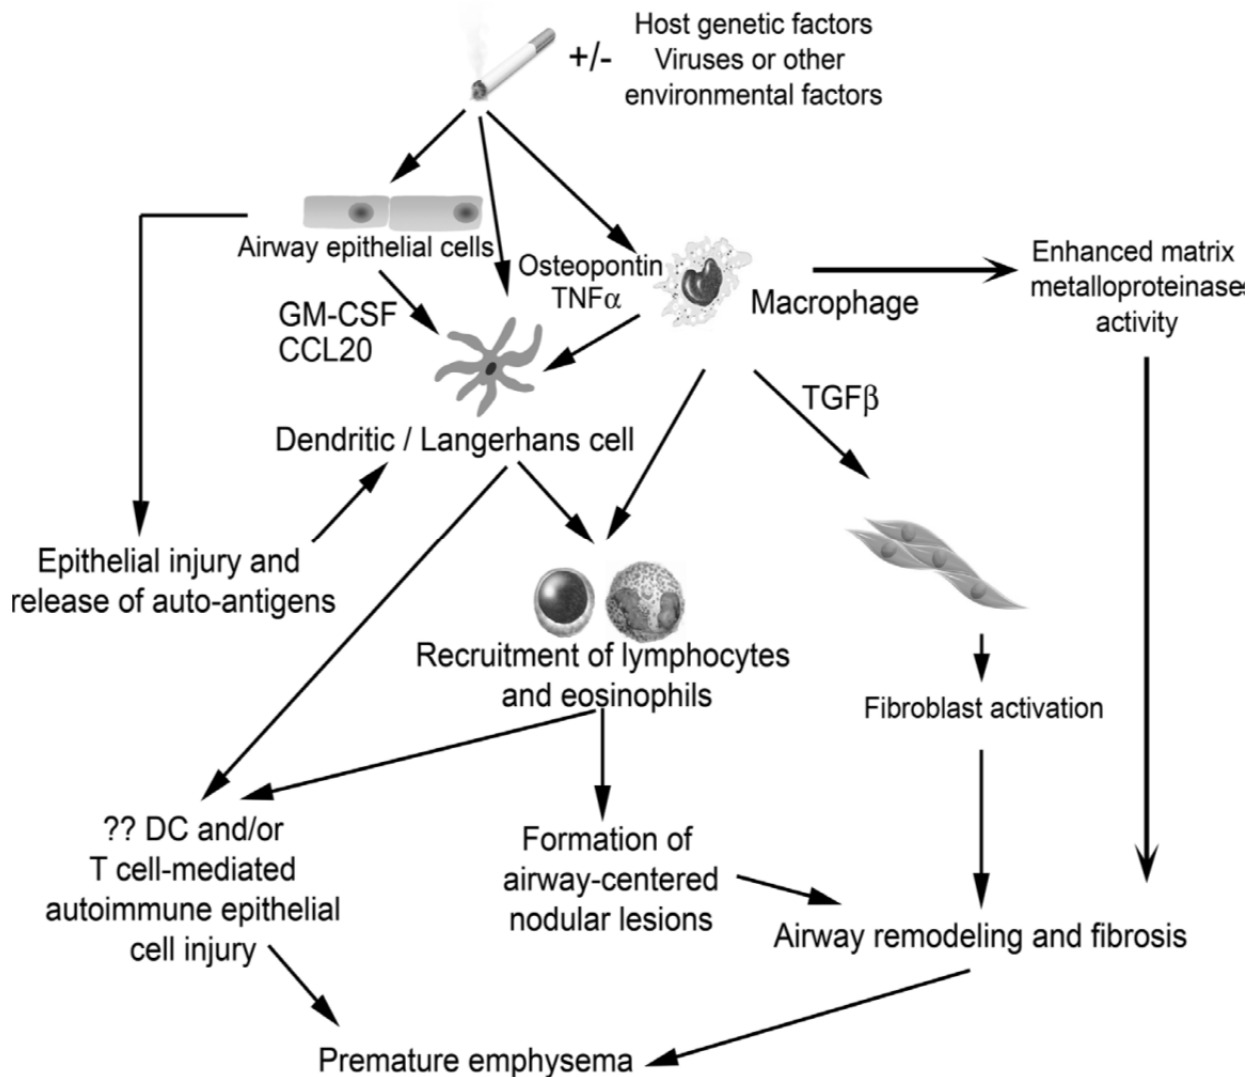 +/-
Host genetic factors
Viruses or other
environmental factors
Airway epithelial cells
Osteopontin
TNFα
Macrophage
Enhanced matrix
metalloproteinases
activity
GM-CSF
CCL20
TGFβ
Dendritic / Langerhans cell
Epithelial injury and
release of auto-antigens
Recruitment of lymphocytes
and eosinophils
Fibroblast activation
?? DC and/or
T cell-mediated
autoimmune epithelial
cell injury
Formation of
airway-centered
nodular lesions
Airway remodeling and fibrosis
Premature emphysema